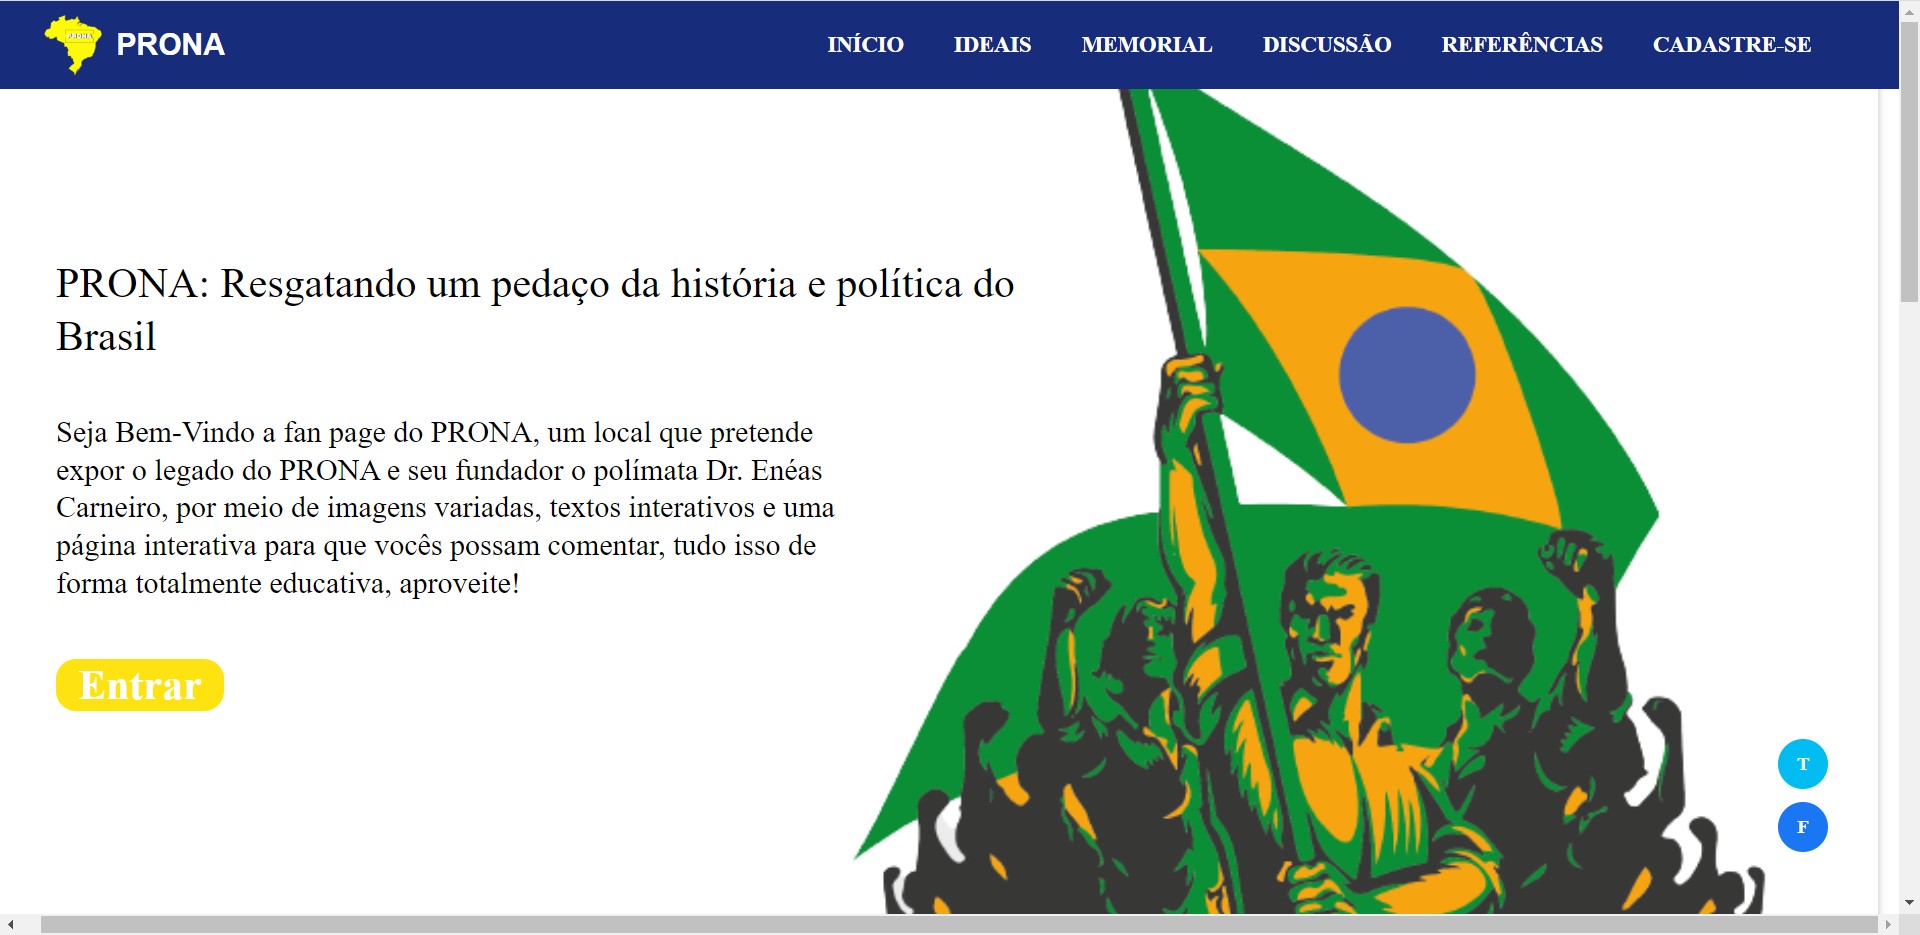 PRONA
PRONA
INÍCIO
IDEAIS
MEMORIAL
DISCUSSÃO
REFERÊNCIAS
CADASTRE-SE
PRONA: Resgatando um pedaço da história e política do
Brasil
Seja Bem-Vindo a fan page do PRONA, um local que pretende
expor o legado do PRONA e seu fundador o polímata Dr. Enéas
Carneiro, por meio de imagens variadas, textos interativos e uma
página interativa para que vocês possam comentar, tudo isso de
forma totalmente educativa, aproveite!
Entrar
T
F